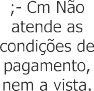 ;- Cm Não
atende as
condições de
pagamento,
nem a vista.